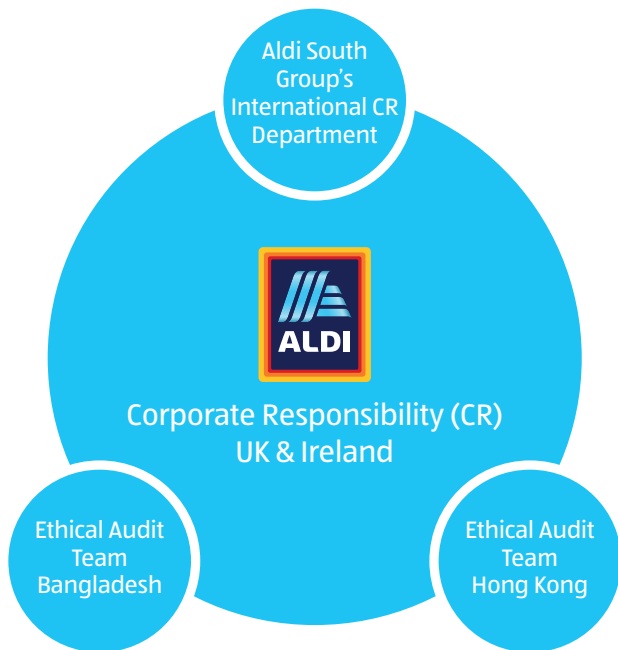 Aldi South
Group’s
International CR
Department
ALDI
Corporate Responsibility (CR)
UK & Ireland
Ethical Audit
Team
Bangladesh
Ethical Audit
Team
Hong Kong